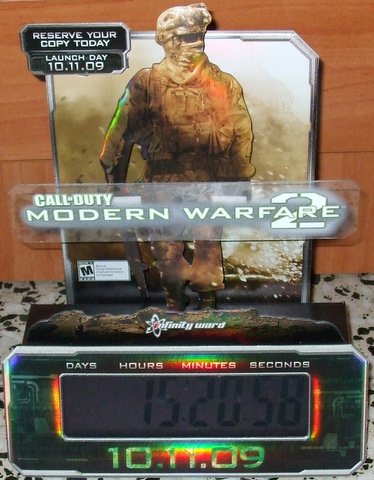 RESERVE YOUR
COPY TODAY
LAUNCH DAY
10.11.09
CALL OF DUTY
MODERN WARFARE 2
M
infinity ward
DAYS HOURS MINUTES SECONDS
15:20:58
10.11.09